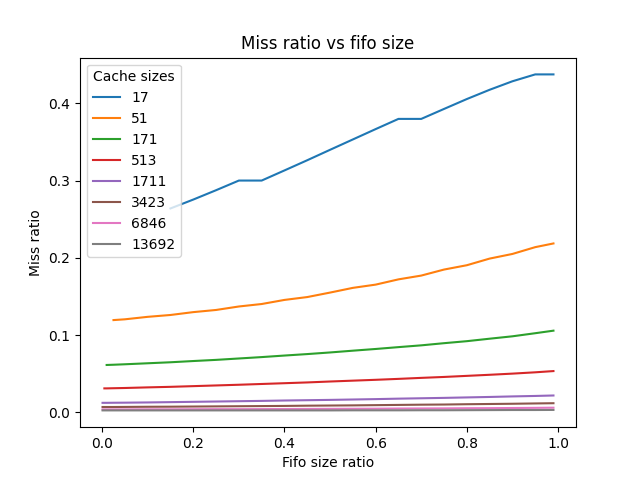 Miss ratio vs fifo size
Cache sizes
17
51
171
513
1711
3423
6846
13692
0.4
0.3
0.2
0.1
0.0
Miss ratio
0.0 0.2 0.4 0.6 0.8 1.0
Fifo size ratio